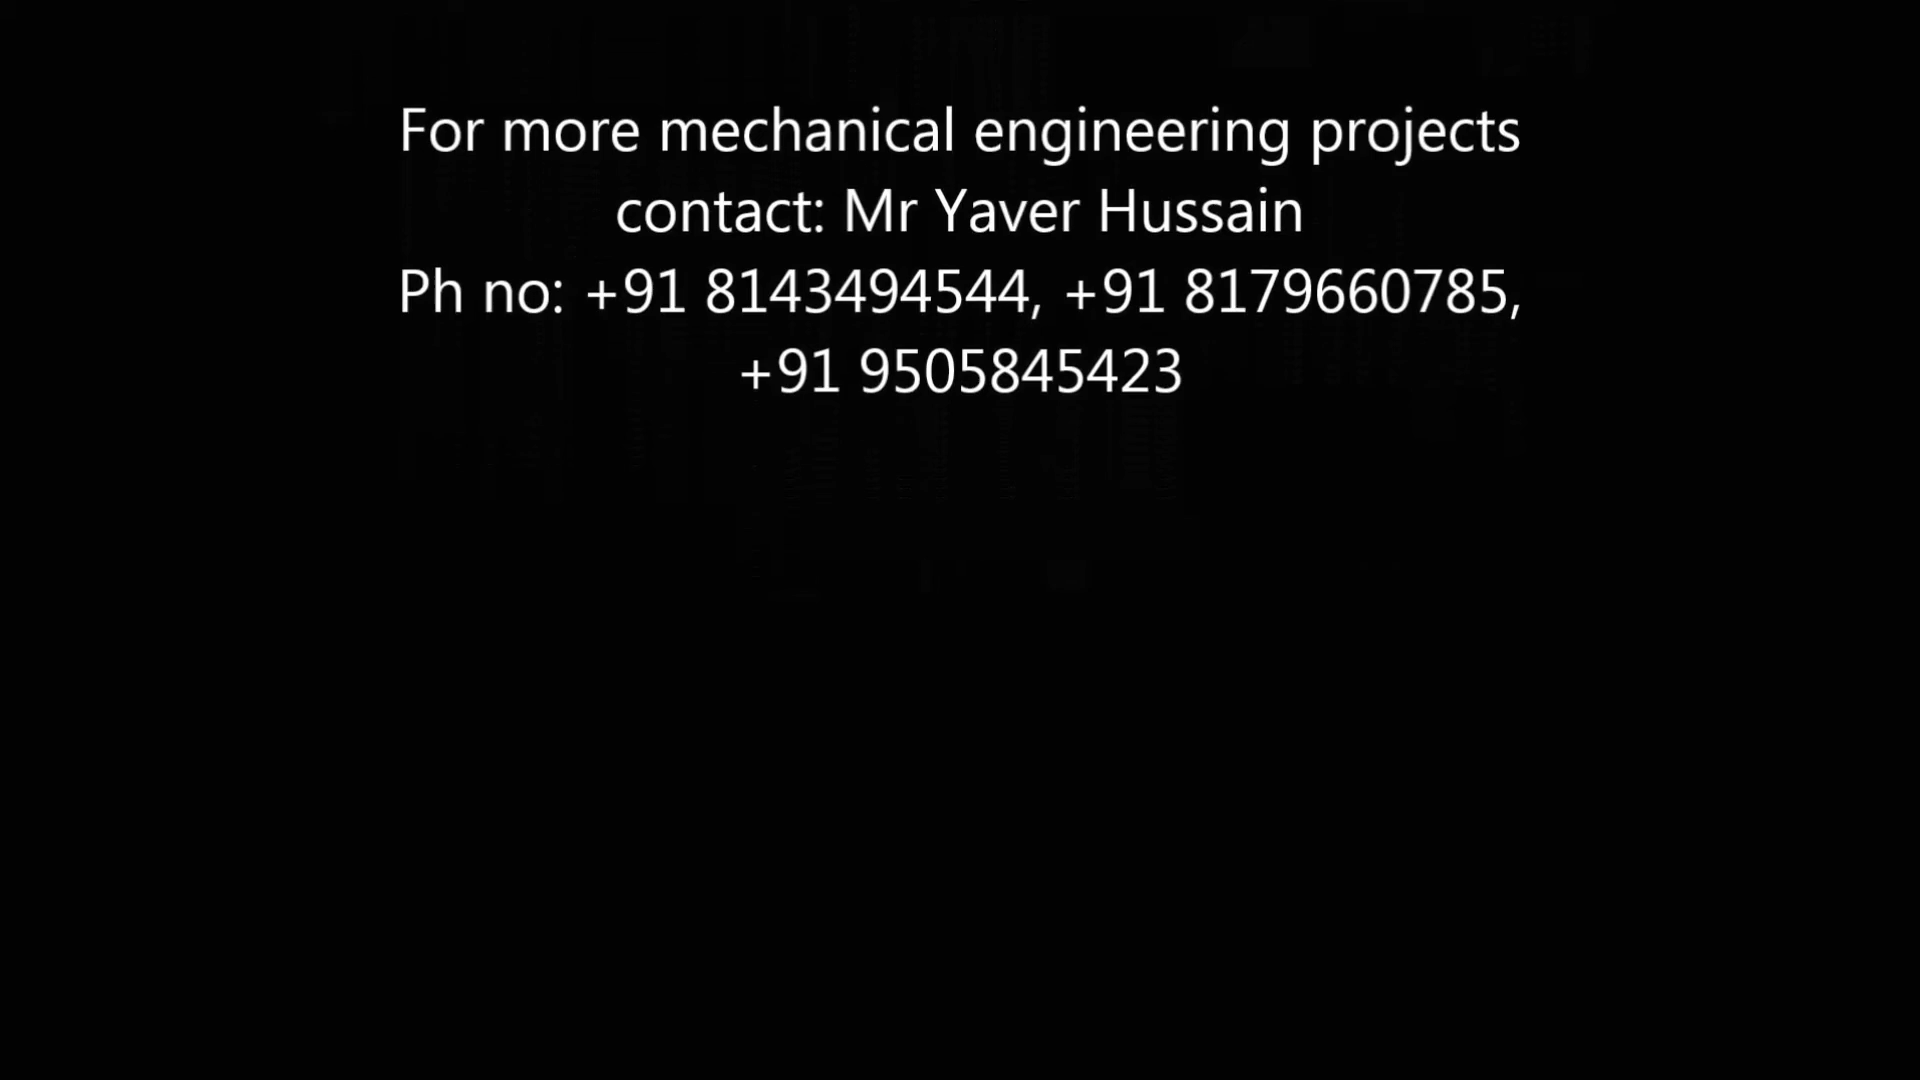 For more mechanical engineering projects
contact: Mr Yaver Hussain
Ph no: +91 8143494544, +91 8179660785,
+91 9505845423